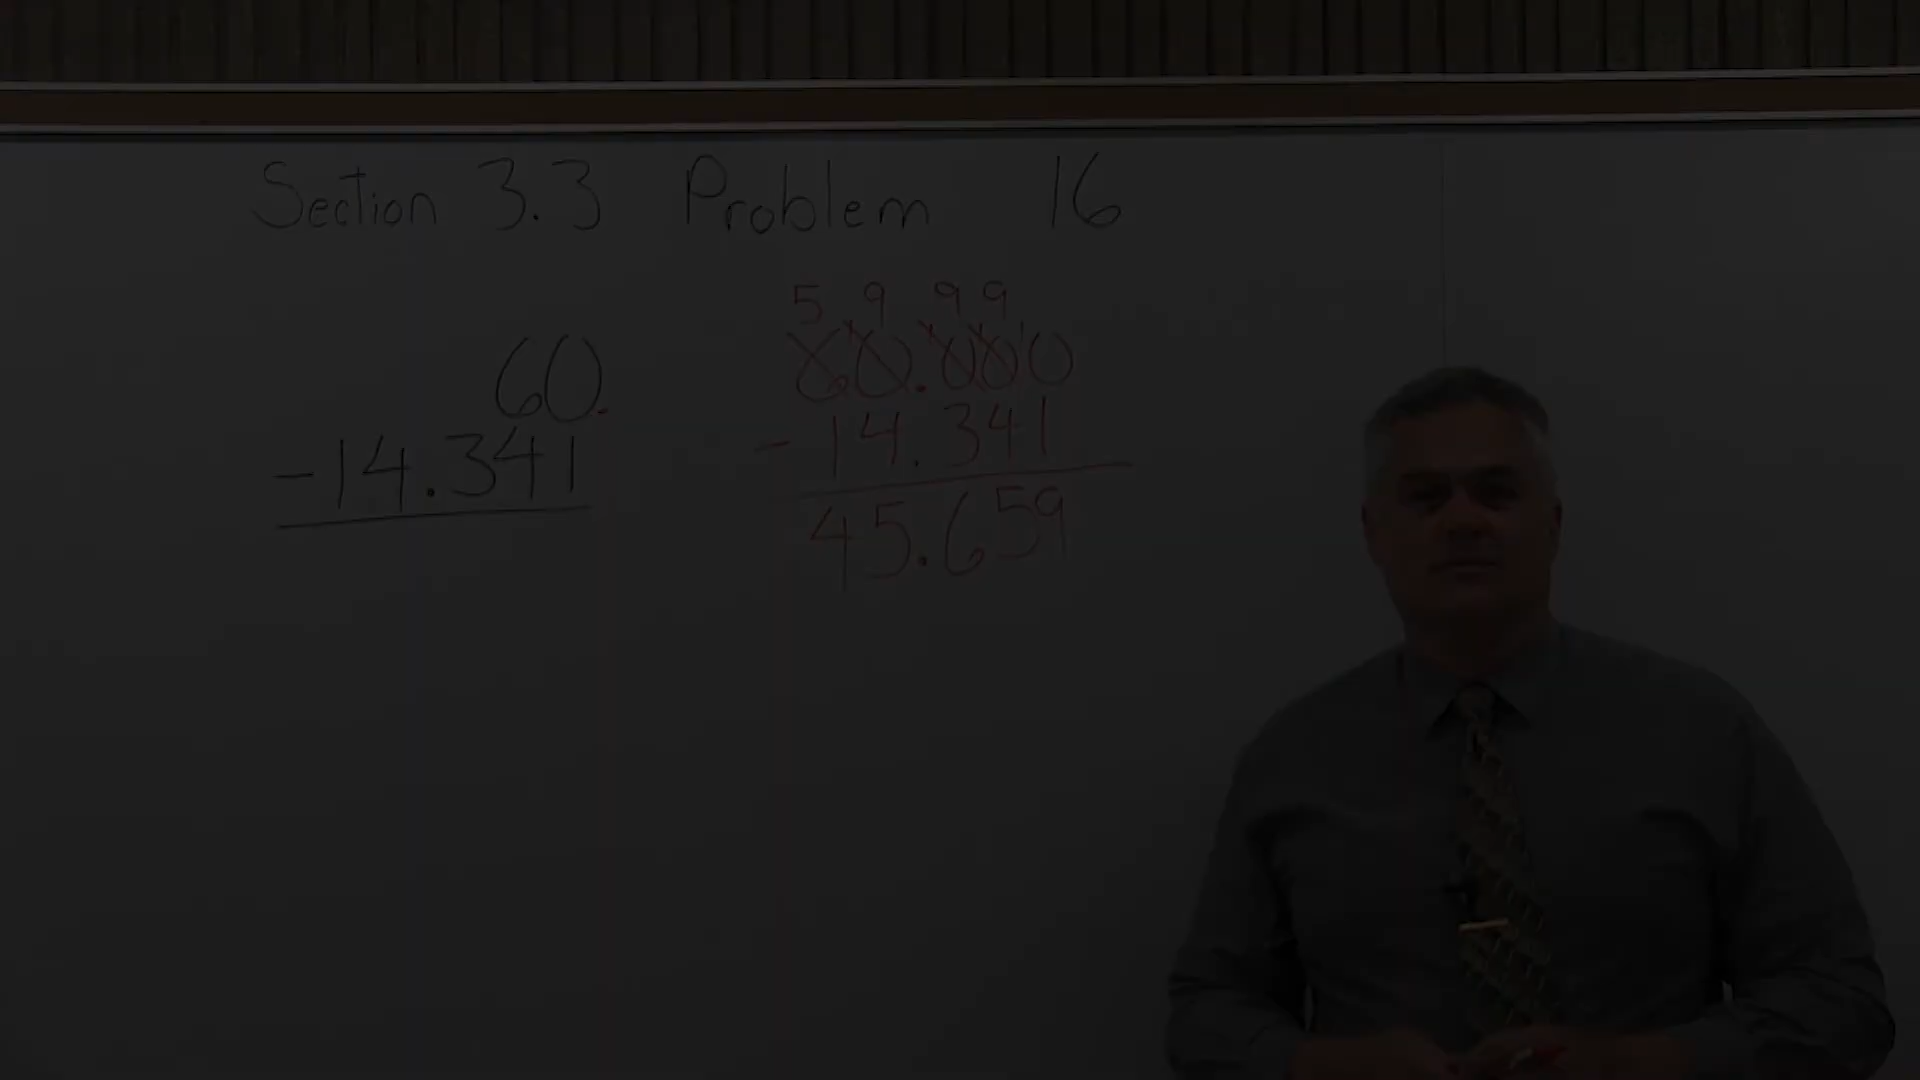 Section 3.3 Problem 16
60.
-14.341
5 9 9 9
60.000
-14.341
45.659